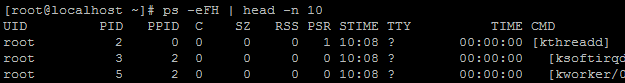 [root@localhost ~]# ps -eFH | head -n 10
UID        PID  PPID  C    SZ   RSS PSR STIME TTY          TIME CMD
root         2     0  0     0     0   1 10:08 ?        00:00:00 [kthreadd]
root         3     2  0     0     0   0 10:08 ?        00:00:00   [ksoftirqd
root         5     2  0     0     0   0 10:08 ?        00:00:00   [kworker/0